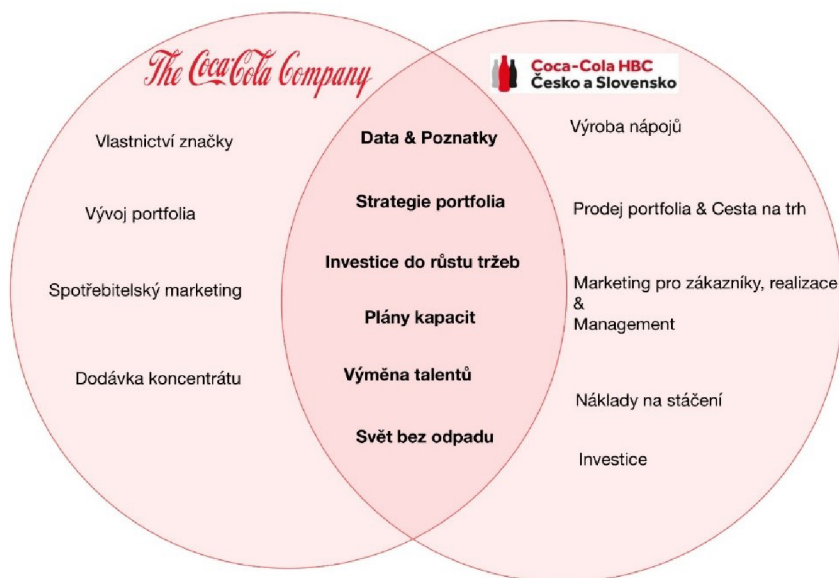 The Coca-Cola Company
Vlastnictví značky
Vývoj portfolia
Spotřebitelský marketing
Dodávka koncentrátu
Data & Poznatky
Strategie portfolia
Investice do růstu tržeb
Plány kapacit
Výměna talentů
Svět bez odpadu
Coca-Cola HBC
Česko a Slovensko
Výroba nápojů
Prodej portfolia & Cesta na trh
Marketing pro zákazníky, realizace
&
Management
Náklady na stáčení
Investice